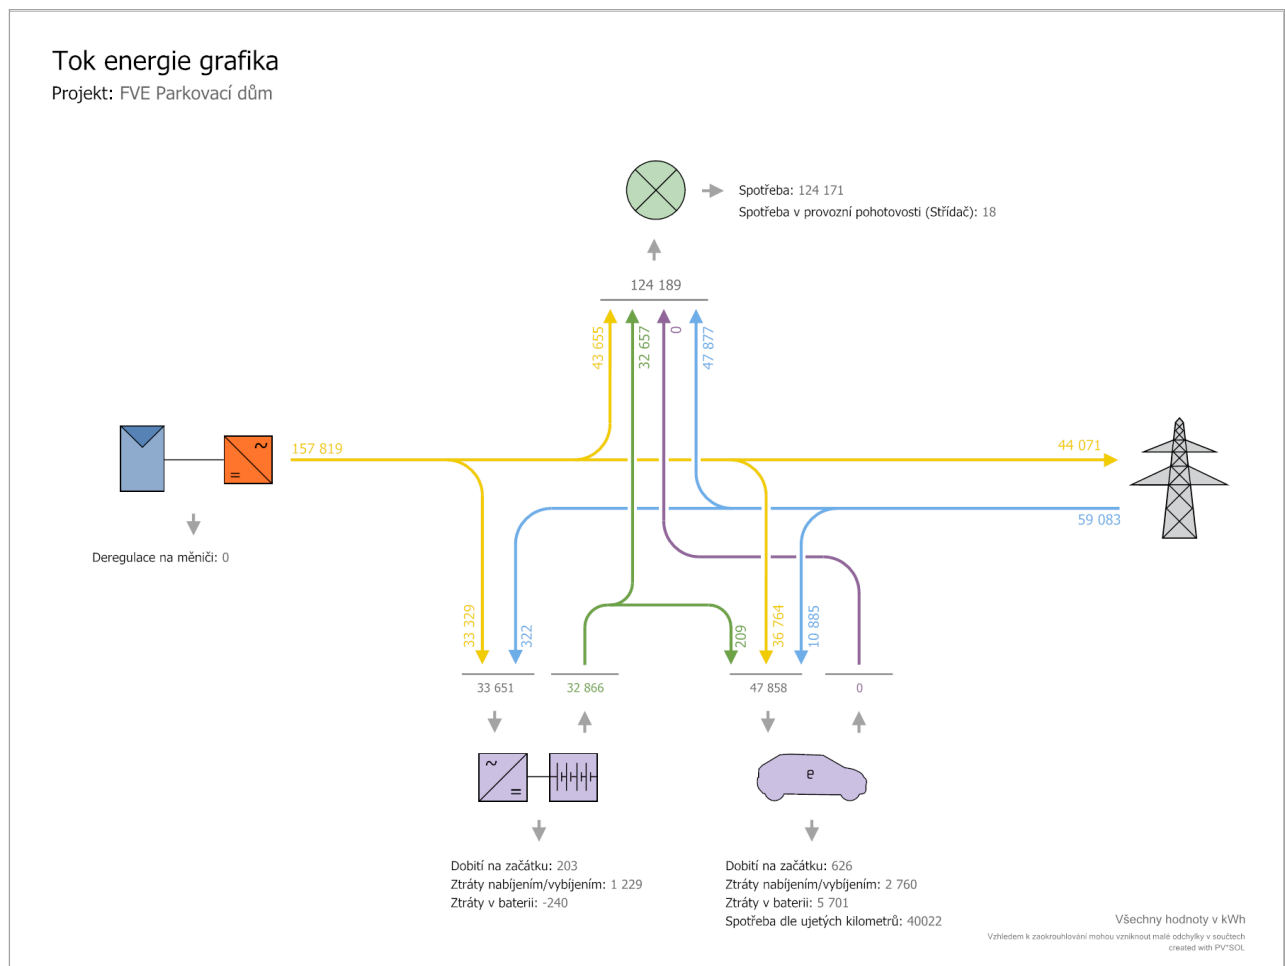 Tok energie grafika
Projekt: FVE Parkovací dům
Spotřeba: 124 171
Spotřeba v provozní pohotovosti (Střídač): 18
124 189
43 655
32 657
0
47 877
157 819
44 071
59 083
Deregulace na měniči: 0
33 329
322
209
36 764
10 885
33 651
32 866
47 858
0
e
Dobití na začátku: 203
Ztráty nabíjením/vybíjením: 1 229
Ztráty v baterii: -240
Dobití na začátku: 626
Ztráty nabíjením/vybíjením: 2 760
Ztráty v baterii: 5 701
Spotřeba dle ujetých kilometrů: 40022
Všechny hodnoty v kWh
Vzhledem k zaokrouhlování mohou vzniknout malé odchylky v součtech
created with PV*SOL